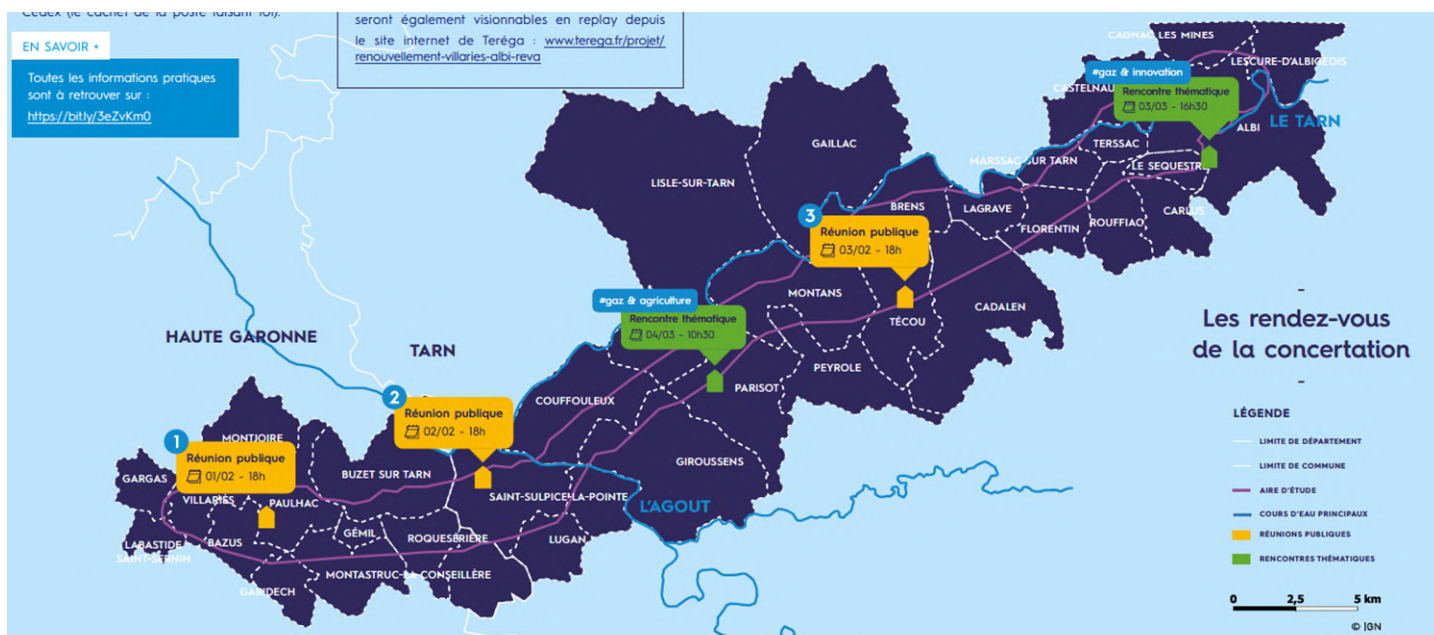 Cedex (le cachet de la poste faisant foi).
EN SAVOIR +
Toutes les informations pratiques
sont à retrouver sur :
https://bit.ly/3eZvKm0
seront également visionnables en replay depuis
le site internet de Teréga : www.terega.fr/projet/
renouvellement-villaries-albi-reva
CAGNAC LES MINES
LESCURE-D'ALBIGEOIS
#gaz & innovation
CASTELNAU
Rencontre thématique
03/03 - 16h30
ALBI
LE TARN
TERSSAC
LE SEQUESTR
MARSSAC SUR TARN
GAILLAC
LISLE-SUR-TARN
BRENS
LAGRAVE
CARLUS
ROUFFIAC
FLORENTIN
3
Réunion publique
03/02 - 18h
MONTANS
TÉCOU
CADALEN
#gaz & agriculture
Rencontre thématique
04/03 - 10h30
PEYROLE
PARISOT
HAUTE GARONNE
TARN
COUFFOULEUX
2
Réunion publique
02/02 - 18h
1
MONTJOIRE
Réunion publique
01/02 - 18h
GIROUSSENS
BUZET SUR TARN
GARGAS
VILLARIÈS
PAULHAC
SAINT-SULPICE-LA-POINTE
L'AGOUT
GÉMIL
ROQUESÉRIÈRE
LUGAN
LABASTIDE
SAINT-SERNIN
BAZUS
MONTASTRUC-LA-CONSEILLÈRE
GARIDECH
Les rendez-vous
de la concertation
LÉGENDE
LIMITE DE DÉPARTEMENT
LIMITE DE COMMUNE
AIRE D'ÉTUDE
COURS D'EAU PRINCIPAUX
RÉUNIONS PUBLIQUES
RENCONTRES THÉMATIQUES
0 2,5 5 km
© IGN